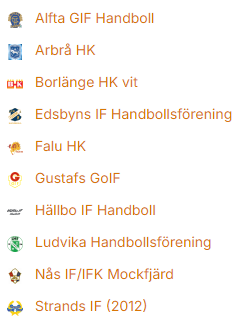 Alfta GIF Handboll
Arbrå HK
Borlänge HK vit
Edsbyns IF Handbollsförening
Falu HK
Gustafs GoIF
Hällbo IF Handboll
Ludvika Handbollsförening
Nås IF/IFK Mockfjärd
Strands IF (2012)